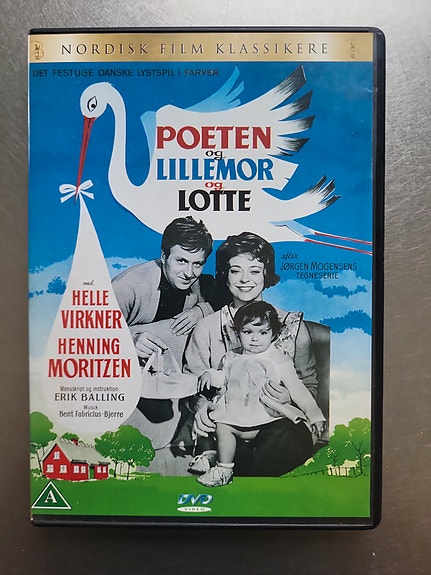 NORDISK FILM KLASSIKERE
DET FESTLIGE DANSKE LYSTSPIL I FARVER
POETEN
og
LILLEMOR
og
LOTTE
efter
JØRGEN MOGENSENS
TEGNESERIE
med
HELLE
VIRKNER
HENNING
MORITZEN
Manuskript og instruktion:
ERIK BALLING
Musik:
Bent Fabricius-Bjerre
A
DVD
VIDEO